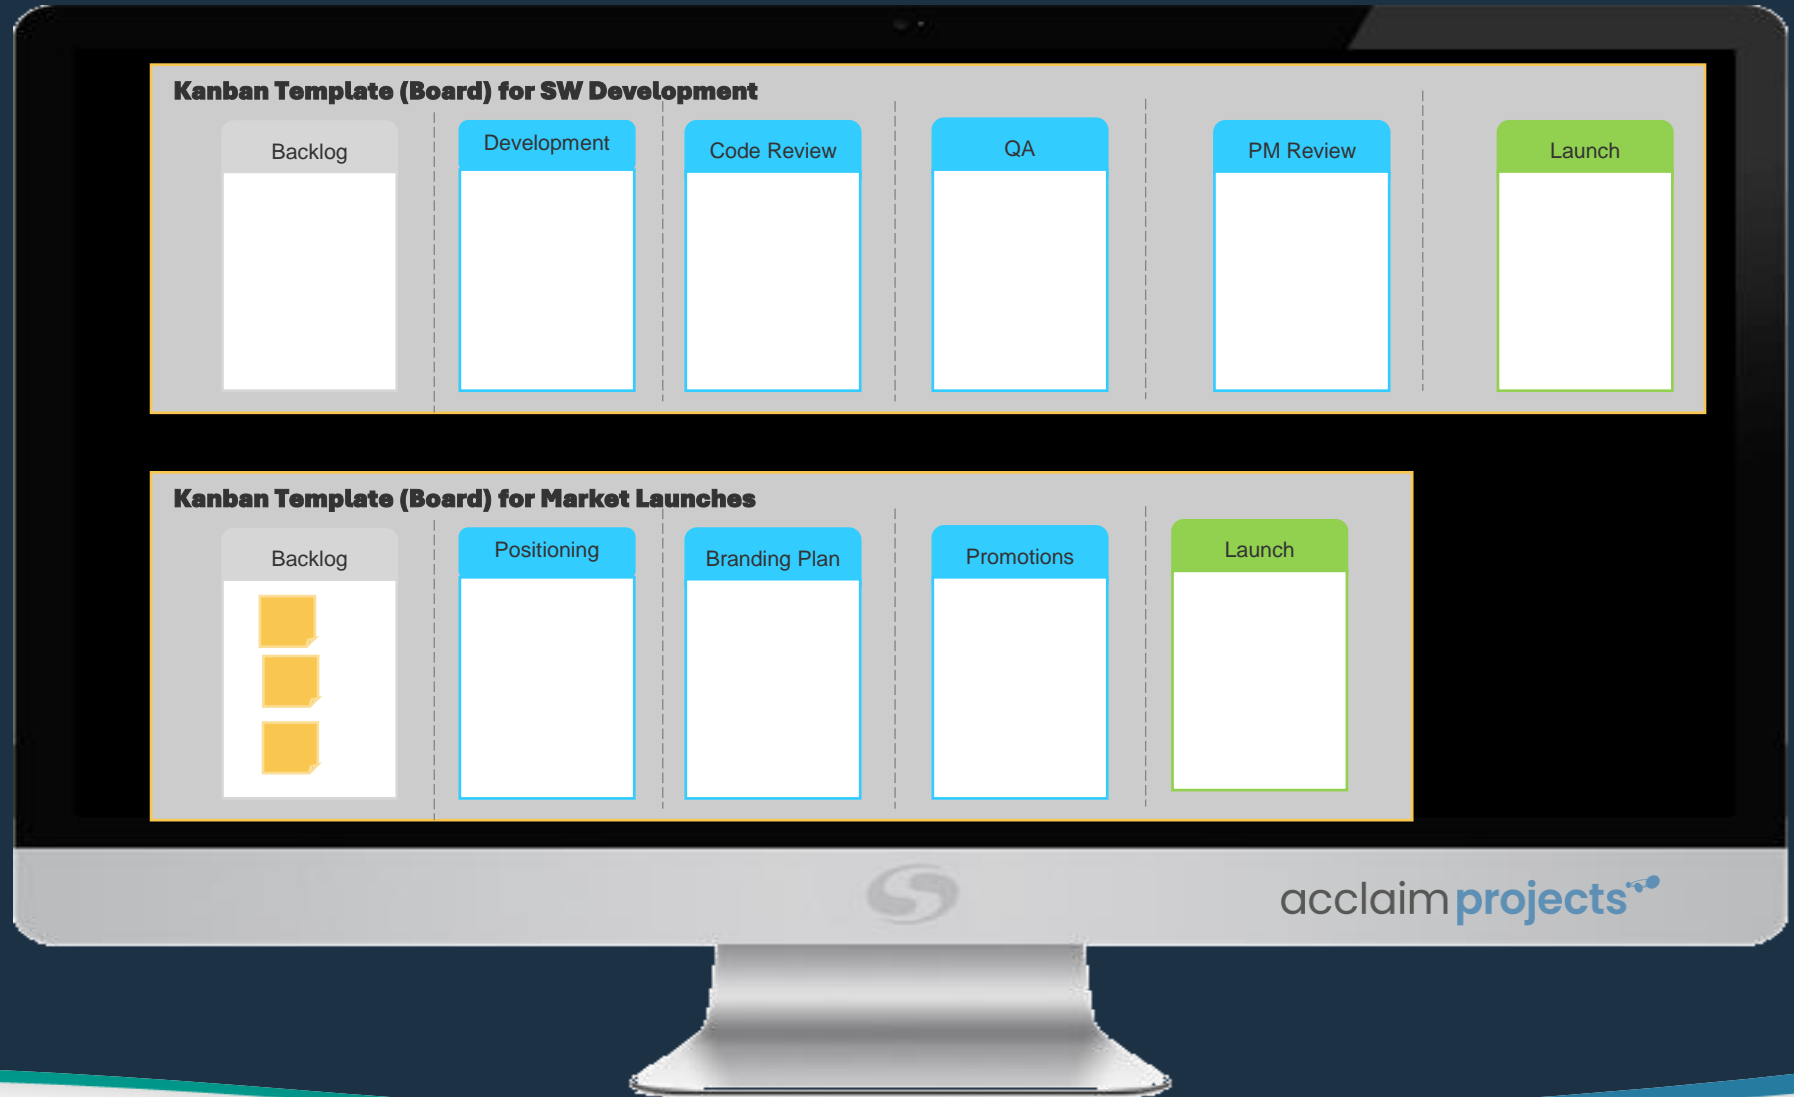 Kanban Template (Board) for SW Development
Backlog
Development
Code Review
QA
PM Review
Launch
Kanban Template (Board) for Market Launches
Backlog
Positioning
Branding Plan
Promotions
Launch
acclaim projects